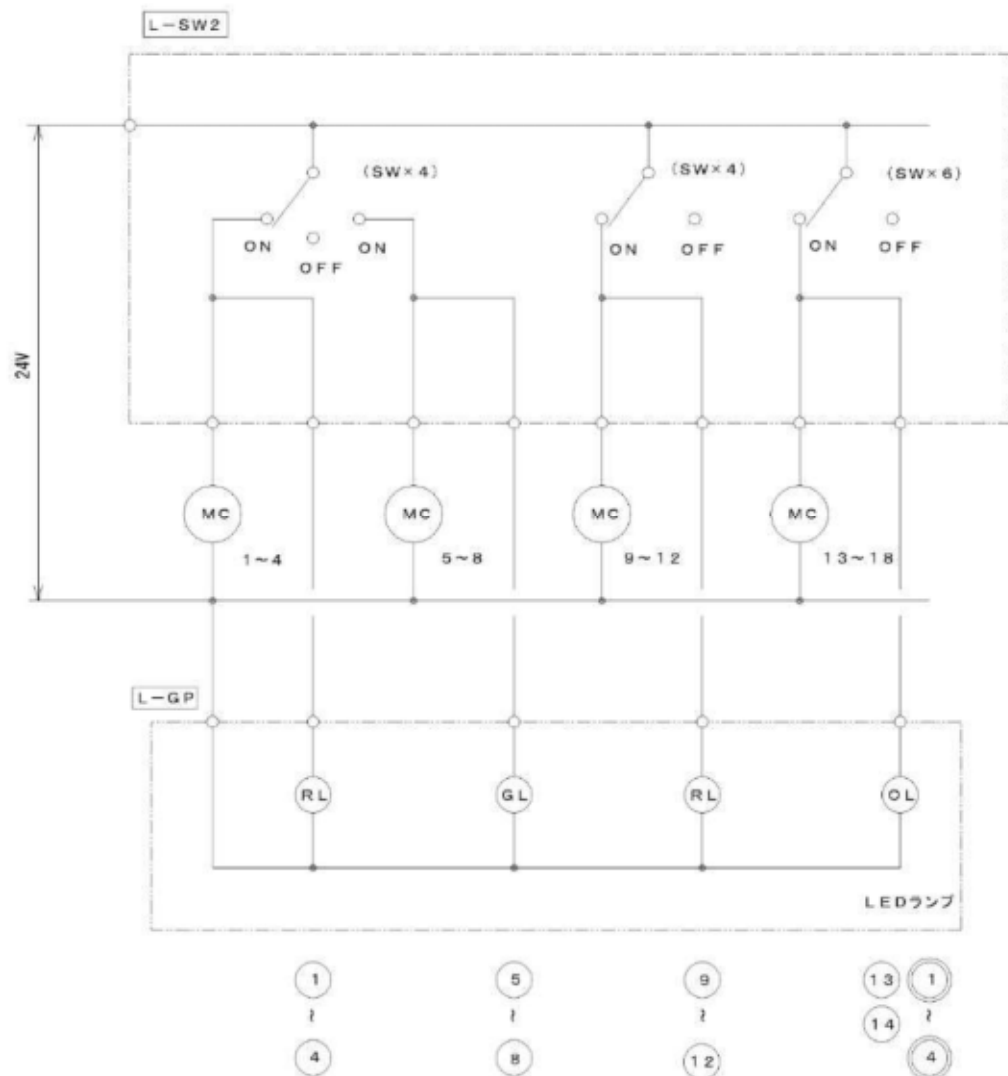 L－SW2
(SW×4)
(SW×4)
(SW×6)
ON
OFF
ON
ON
OFF
ON
OFF
24V
MC
MC
MC
MC
1～4
5～8
9～12
13～18
L－GP
RL
GL
RL
OL
LEDランプ
1
5
9
13
1
～
～
～
14
～
4
8
12
4